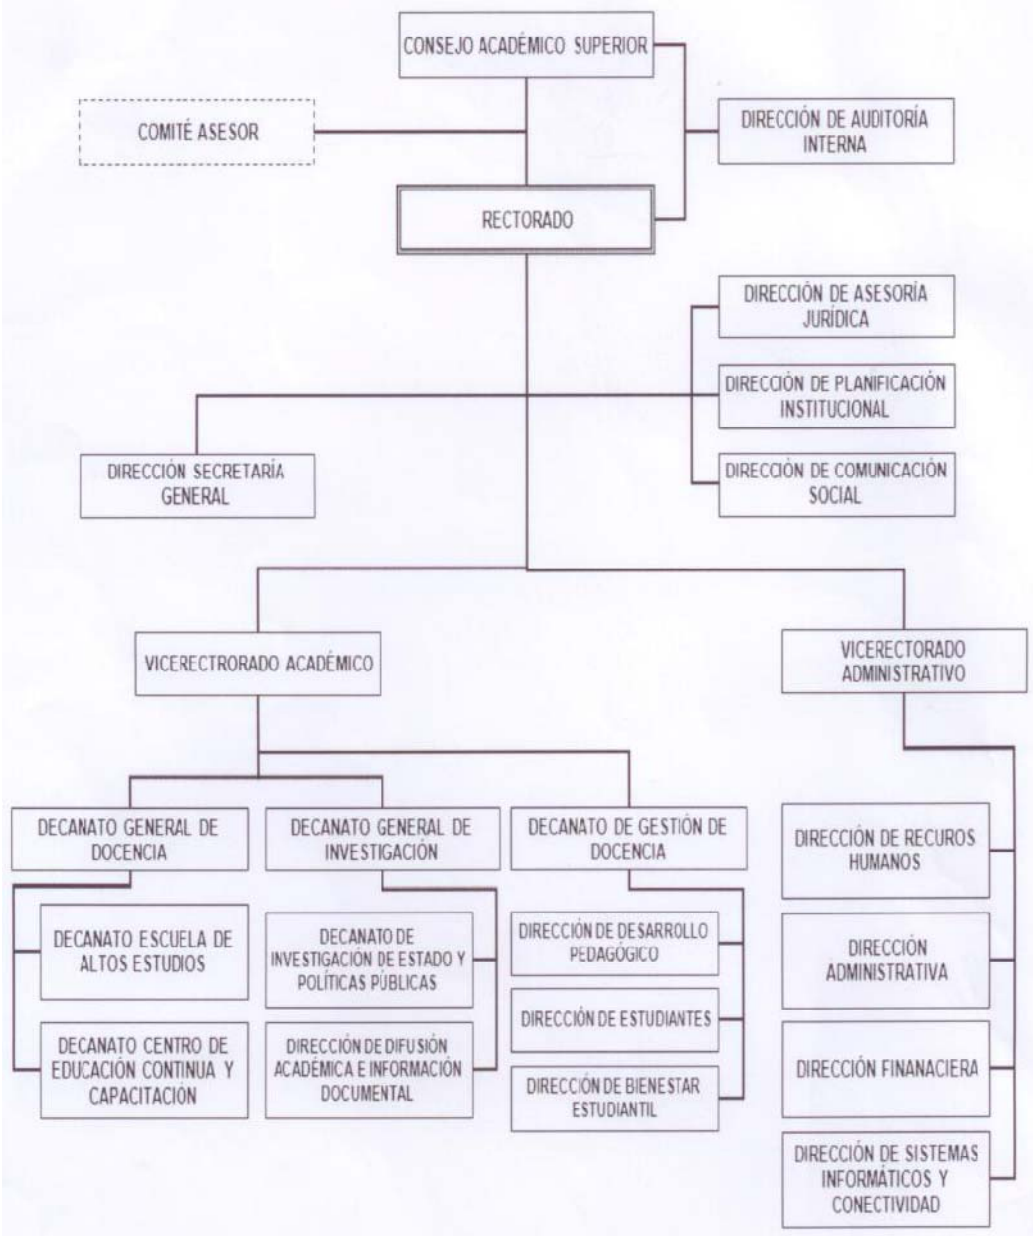 CONSEJO ACADÉMICO SUPERIOR
COMITÉ ASESOR
DIRECCIÓN DE AUDITORÍA
INTERNA
RECTORADO
DIRECCIÓN DE ASESORÍA
JURÍDICA
DIRECCIÓN DE PLANIFICACIÓN
INSTITUCIONAL
DIRECCIÓN SECRETARÍA
GENERAL
DIRECCIÓN DE COMUNICACIÓN
SOCIAL
VICERECTRORADO ACADÉMICO
VICERECTORADO
ADMINISTRATIVO
DECANATO GENERAL DE
DOCENCIA
DECANATO GENERAL DE
INVESTIGACIÓN
DECANATO DE GESTIÓN DE
DOCENCIA
DIRECCIÓN DE RECUROS
HUMANOS
DECANATO ESCUELA DE
ALTOS ESTUDIOS
DECANATO DE
INVESTIGACIÓN DE ESTADO Y
POLÍTICAS PÚBLICAS
DIRECCIÓN DE DESARROLLO
PEDAGÓGICO
DIRECCIÓN
ADMINISTRATIVA
DECANATO CENTRO DE
EDUCACIÓN CONTINUA Y
CAPACITACIÓN
DIRECCIÓN DE DIFUSIÓN
ACADÉMICA E INFORMACIÓN
DOCUMENTAL
DIRECCIÓN DE ESTUDIANTES
DIRECCIÓN DE BIENESTAR
ESTUDIANTIL
DIRECCIÓN FINANACIERA
DIRECCIÓN DE SISTEMAS
INFORMÁTICOS Y
CONECTIVIDAD